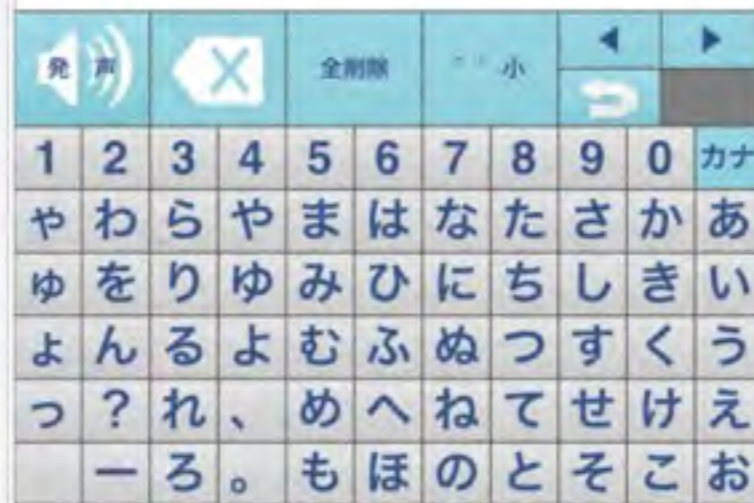 発声 全削除 ゛゜小
1 2 3 4 5 6 7 8 9 0 カナ
ゃ わ ら や ま は な た さ か あ
ゅ を り ゆ み ひ に ち し き い
ょ ん る よ む ふ ぬ つ す く う
っ ? れ 、 め へ ね て せ け え
ー ろ 。 も ほ の と そ こ お